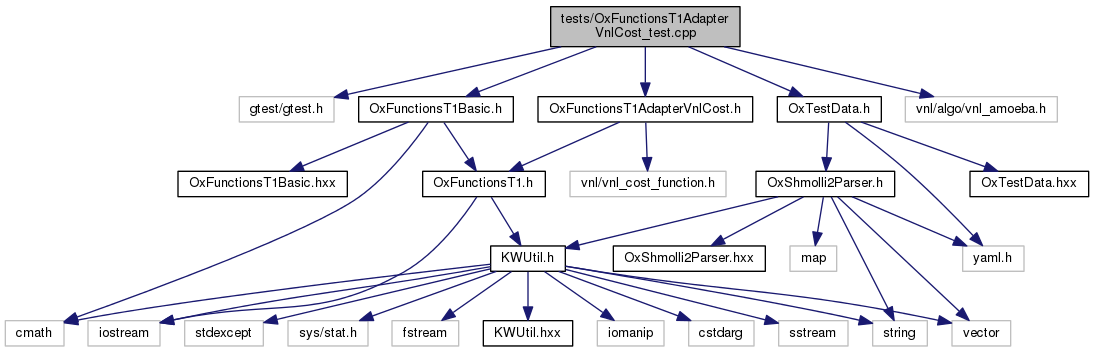 tests/OxFunctionsT1Adapter
VnlCost_test.cpp
gtest/gtest.h
OxFunctionsT1Basic.h
OxFunctionsT1AdapterVnlCost.h
OxTestData.h
vnl/algo/vnl_amoeba.h
OxFunctionsT1Basic.hxx
OxFunctionsT1.h
vnl/vnl_cost_function.h
OxShmolli2Parser.h
OxTestData.hxx
KWUtil.h
OxShmolli2Parser.hxx
map
yaml.h
cmath
iostream
stdexcept
sys/stat.h
fstream
KWUtil.hxx
iomanip
cstdarg
sstream
string
vector